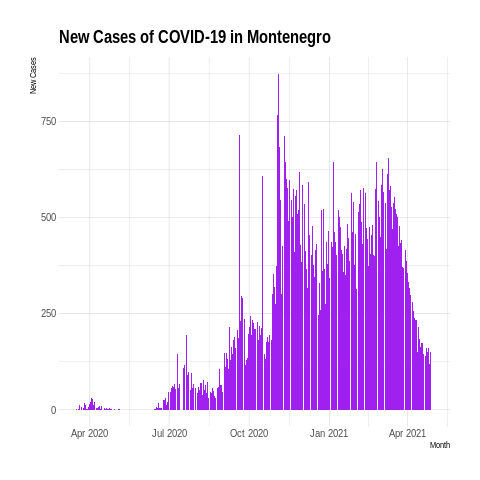 New Cases of COVID-19 in Montenegro
New Cases
750
500
250
0
Apr 2020 Jul 2020 Oct 2020 Jan 2021 Apr 2021
Month